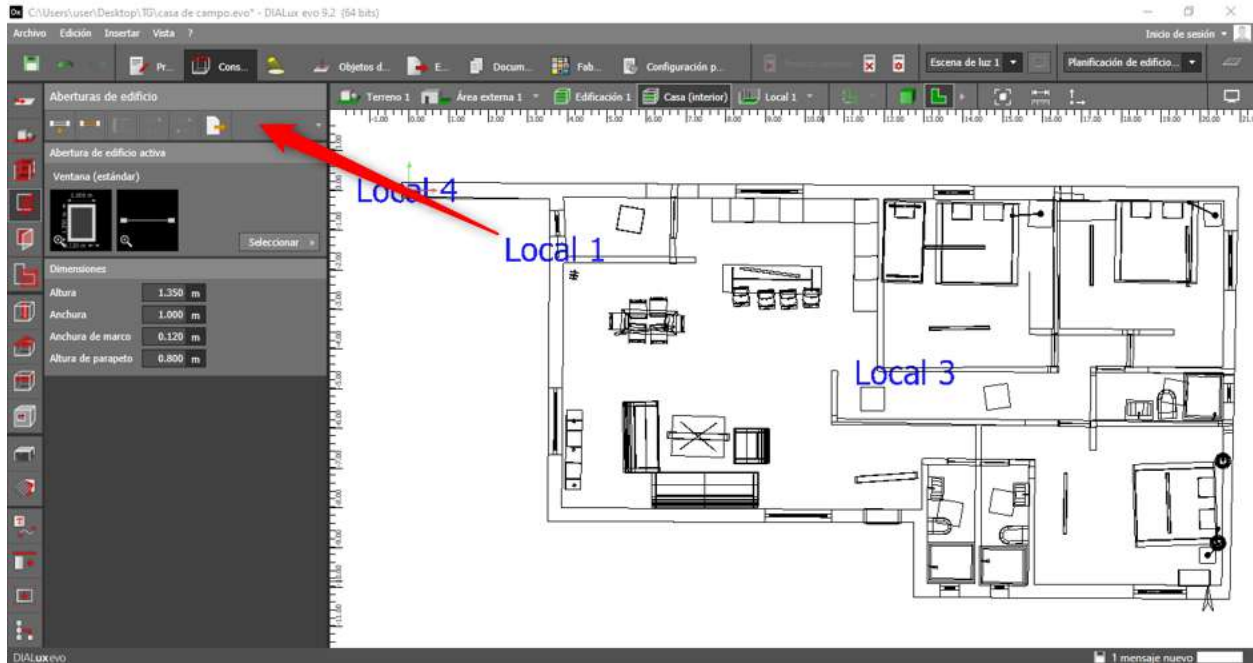 C:\Users\user\Desktop\TG\casa de campo.evo* - DIALux evo 9.2 (64 bits)
Archivo Edición Insertar Vista ?
Inicio de sesión
Pr... Cons... Objetos d... E... Docum... Fab... Configuración p... Escena de luz 1 Planificación de edificio...
Aberturas de edificio
Terreno 1 Área externa 1 Edificación 1 Casa (interior) Local 1
Abertura de edificio activa
Ventana (estándar)
Seleccionar
Dimensiones
Altura 1.350 m
Anchura 1.000 m
Anchura de marco 0.120 m
Altura de parapeto 0.800 m
Local 4
Local 1
Local 3
DIALux evo
1 mensaje nuevo